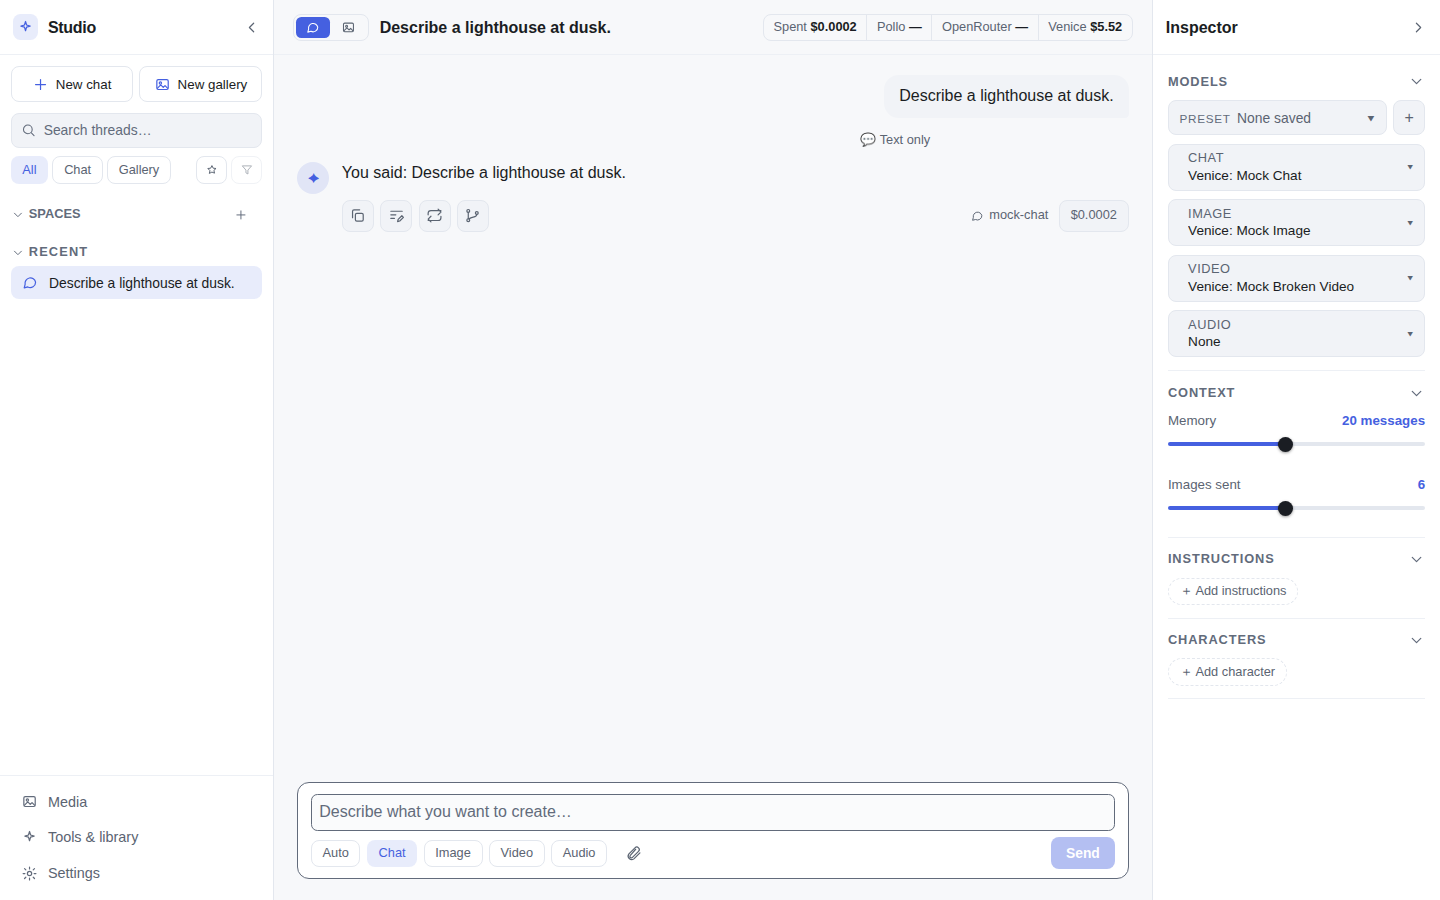 Studio
New chat
New gallery
Search threads…
All
Chat
Gallery
SPACES
RECENT
Describe a lighthouse at dusk.
Media
Tools & library
Settings
Describe a lighthouse at dusk.
Spent $0.0002
Pollo —
OpenRouter —
Venice $5.52
Describe a lighthouse at dusk.
💬 Text only
You said: Describe a lighthouse at dusk.
mock-chat
$0.0002
Describe what you want to create…
Auto
Chat
Image
Video
Audio
Send
Inspector
MODELS
PRESET None saved
+
CHAT
Venice: Mock Chat
IMAGE
Venice: Mock Image
VIDEO
Venice: Mock Broken Video
AUDIO
None
CONTEXT
Memory 20 messages
Images sent 6
INSTRUCTIONS
+ Add instructions
CHARACTERS
+ Add character